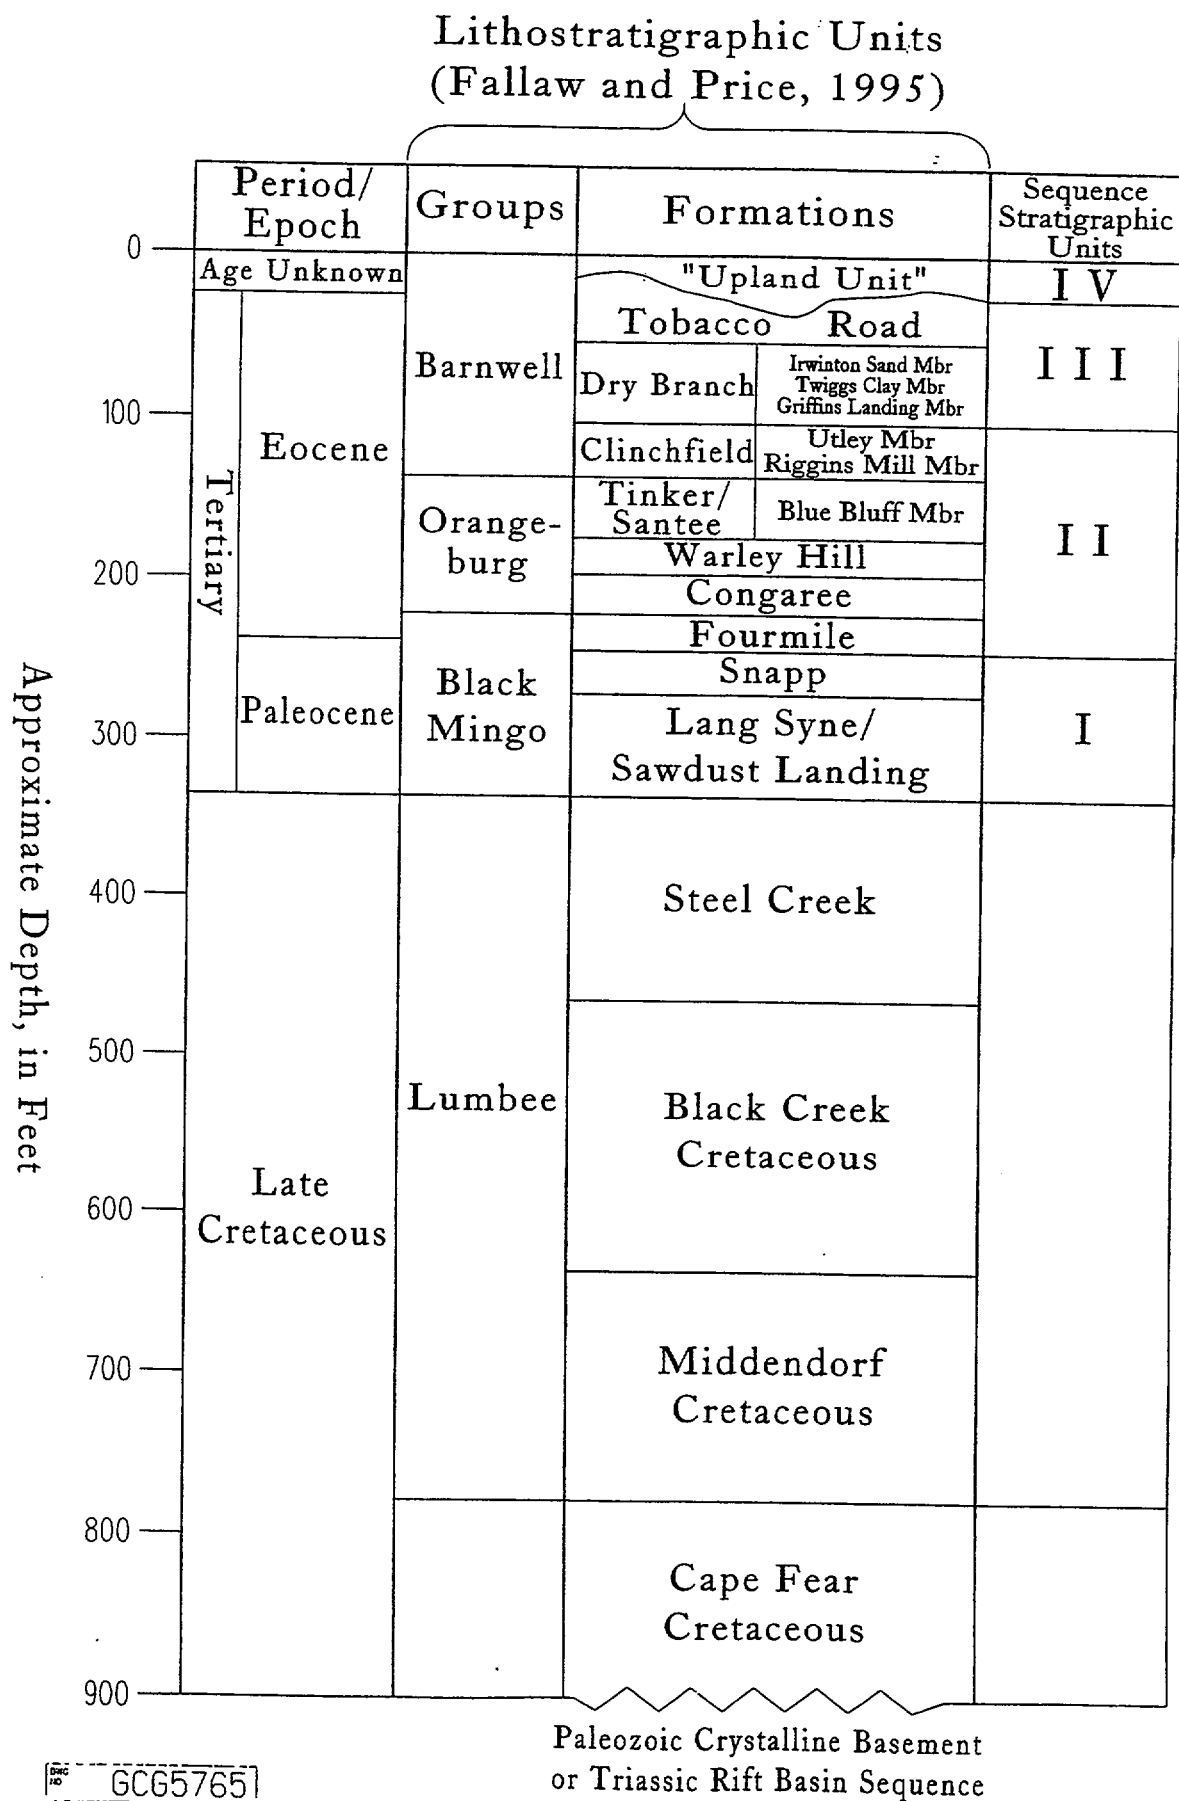 Lithostratigraphic Units
(Fallaw and Price, 1995)
Period/
Epoch
Groups
Formations
Sequence
Stratigraphic
Units
0
Age Unknown
"Upland Unit"
I V
Tobacco Road
Barnwell
Dry Branch
Irwinton Sand Mbr
Twiggs Clay Mbr
Griffins Landing Mbr
I I I
100
Eocene
Clinchfield
Utley Mbr
Riggins Mill Mbr
Tertiary
Orange-
burg
Tinker/
Santee
Blue Bluff Mbr
I I
Warley Hill
200
Congaree
Fourmile
Black
Mingo
Snapp
Paleocene
300
Lang Syne/
Sawdust Landing
I
Approximate Depth, in Feet
400
Steel Creek
500
Lumbee
Black Creek
Cretaceous
Late
Cretaceous
600
700
Middendorf
Cretaceous
800
Cape Fear
Cretaceous
900
Paleozoic Crystalline Basement
or Triassic Rift Basin Sequence
DWG
NO
GCG5765